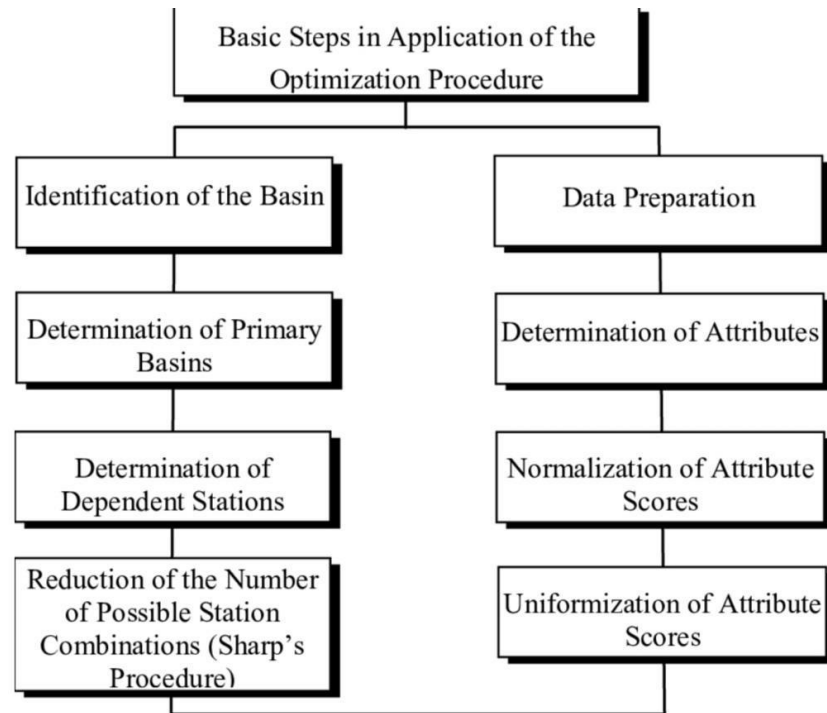 Basic Steps in Application of the
Optimization Procedure
Identification of the Basin
Data Preparation
Determination of Primary
Basins
Determination of Attributes
Determination of
Dependent Stations
Normalization of Attribute
Scores
Reduction of the Number
of Possible Station
Combinations (Sharp's
Procedure)
Uniformization of Attribute
Scores